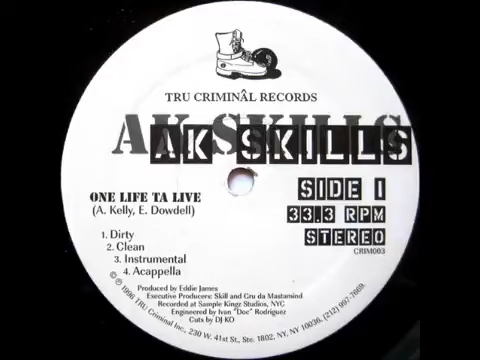 TRU CRIMINÂL RECORDS
AK SKILLS
AK SKILLS
ONE LIFE TA LIVE
(A. Kelly, E. Dowdell)
1. Dirty
2. Clean
3. Instrumental
4. Acappella
SIDE 1
33.3 RPM
STEREO
CRIM003
Produced by Eddie James
Executive Producers: Skill and Gru da Mastamind
Recorded at Sample Kingz Studios, NYC
Engineered by Ivan "Doc" Rodriguez
Cuts by DJ KO
© ℗ 1996 TRU Criminal Inc., 230 W. 41st St., Ste. 1802, NY, NY 10036, (212) 997-7669.